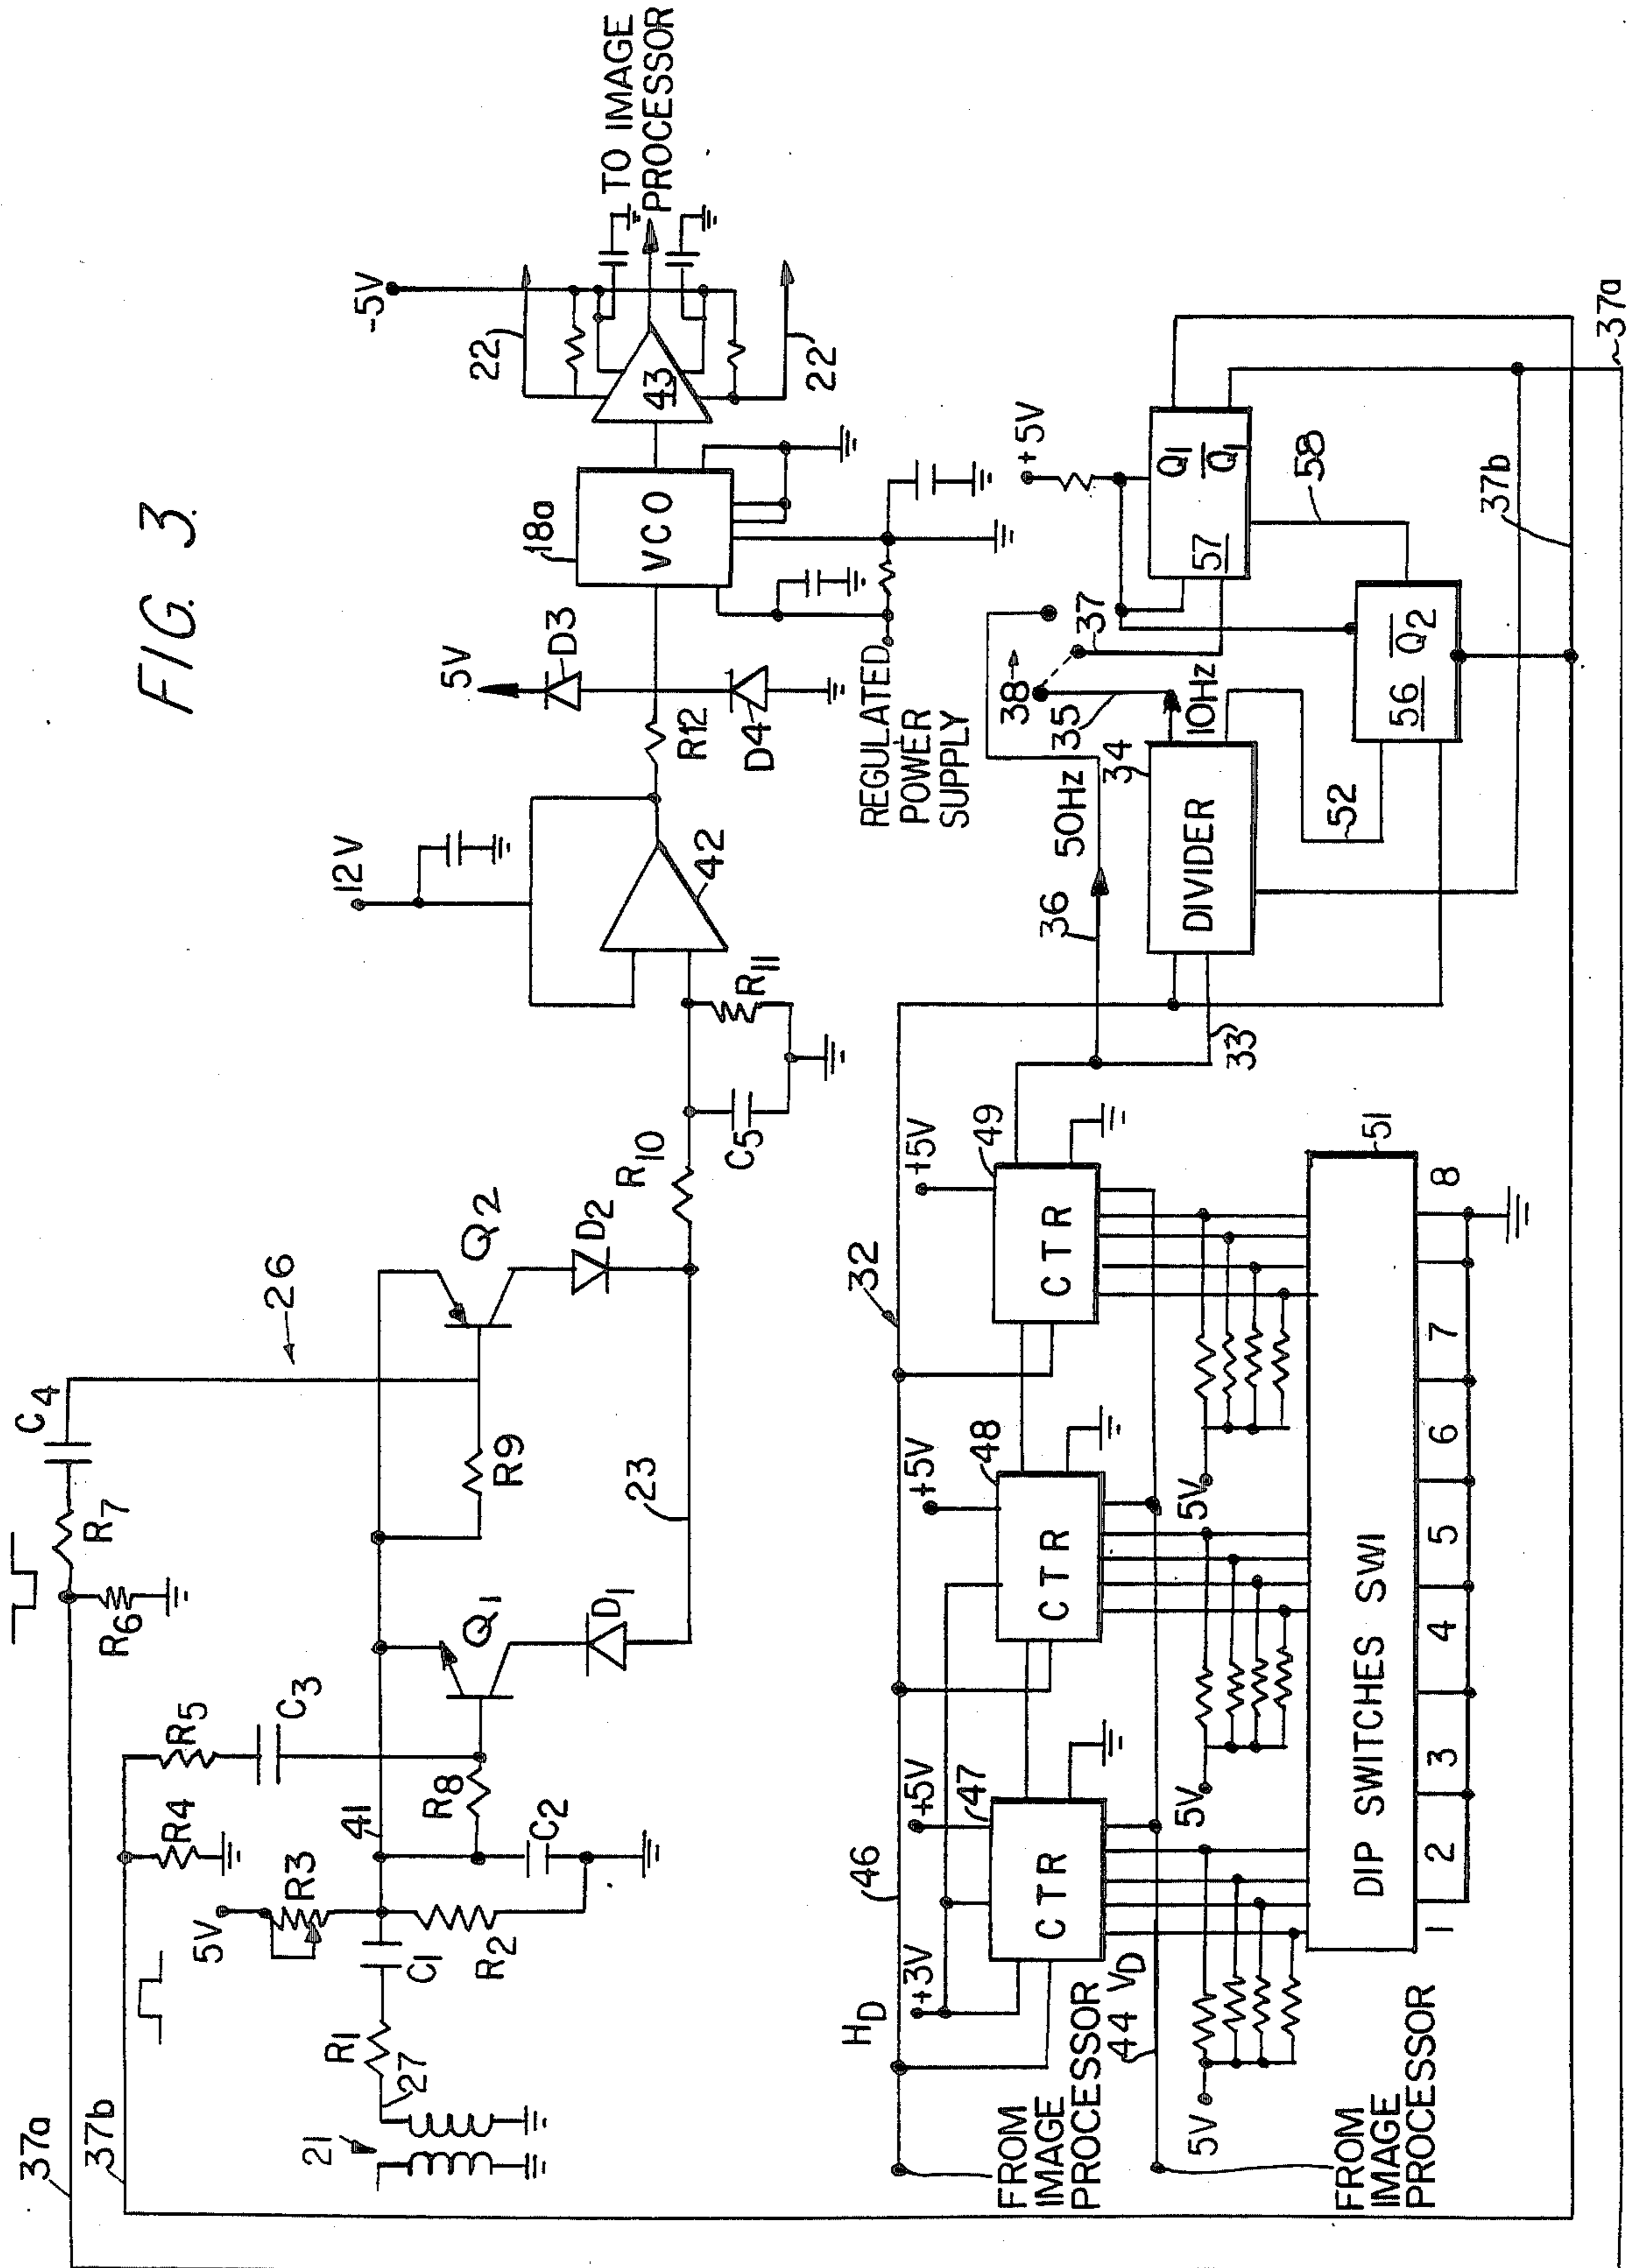 FIG. 3.
37a
37b
21
27
R1
C1
5V
R3
R2
R4
41
R5
C3
R8
C2
Q1
D1
R6
R7
C4
R9
26
Q2
D2
23
R10
C5
R11
12V
42
R12
5V
D3
D4
18a
VCO
REGULATED
POWER
SUPPLY
-5V
22
43
22
TO IMAGE
PROCESSOR
HD
+3V
46
+5V
47
CTR
+5V
48
CTR
32
+5V
49
CTR
FROM
IMAGE
PROCESSOR
44 VD
5V
5V
5V
FROM
IMAGE
PROCESSOR
DIP SWITCHES SW1
51
1 2 3 4 5 6 7 8
33
36
50HZ
34
DIVIDER
35
10HZ
38
37
52
56
Q2
+5V
57
Q1
Q1
58
37b
37a